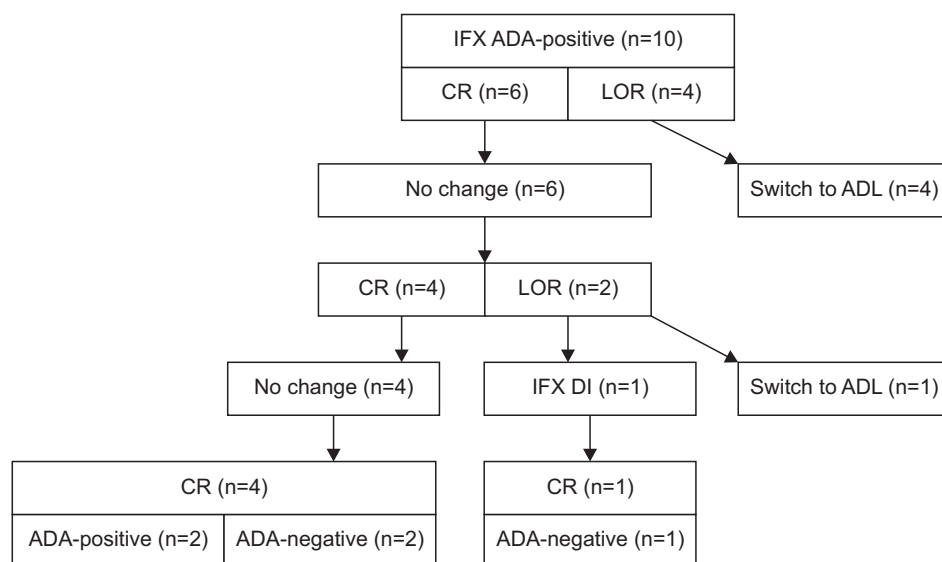 IFX ADA-positive (n=10)
CR (n=6)
LOR (n=4)
No change (n=6)
Switch to ADL (n=4)
CR (n=4)
LOR (n=2)
No change (n=4)
IFX DI (n=1)
Switch to ADL (n=1)
CR (n=4)
CR (n=1)
ADA-positive (n=2)
ADA-negative (n=2)
ADA-negative (n=1)